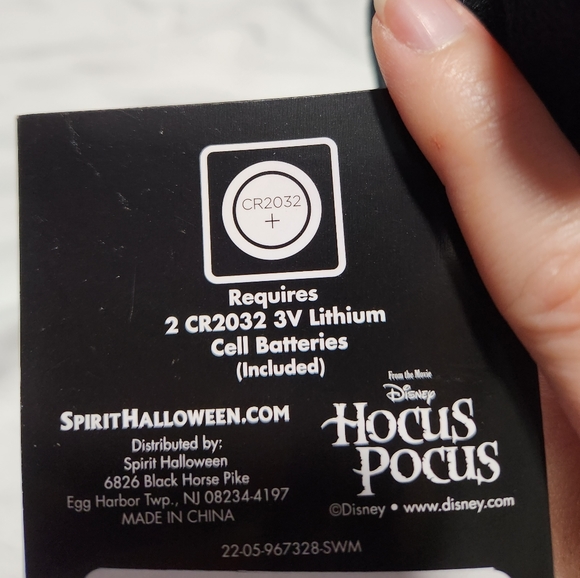 CR2032
+
Requires
2 CR2032 3V Lithium
Cell Batteries
(Included)
SPIRITHALLOWEEN.COM
Distributed by:
Spirit Halloween
6826 Black Horse Pike
Egg Harbor Twp., NJ 08234-4197
MADE IN CHINA
From the Movie
Disney
HOCUS
POCUS
©Disney • www.disney.com
22-05-967328-SWM